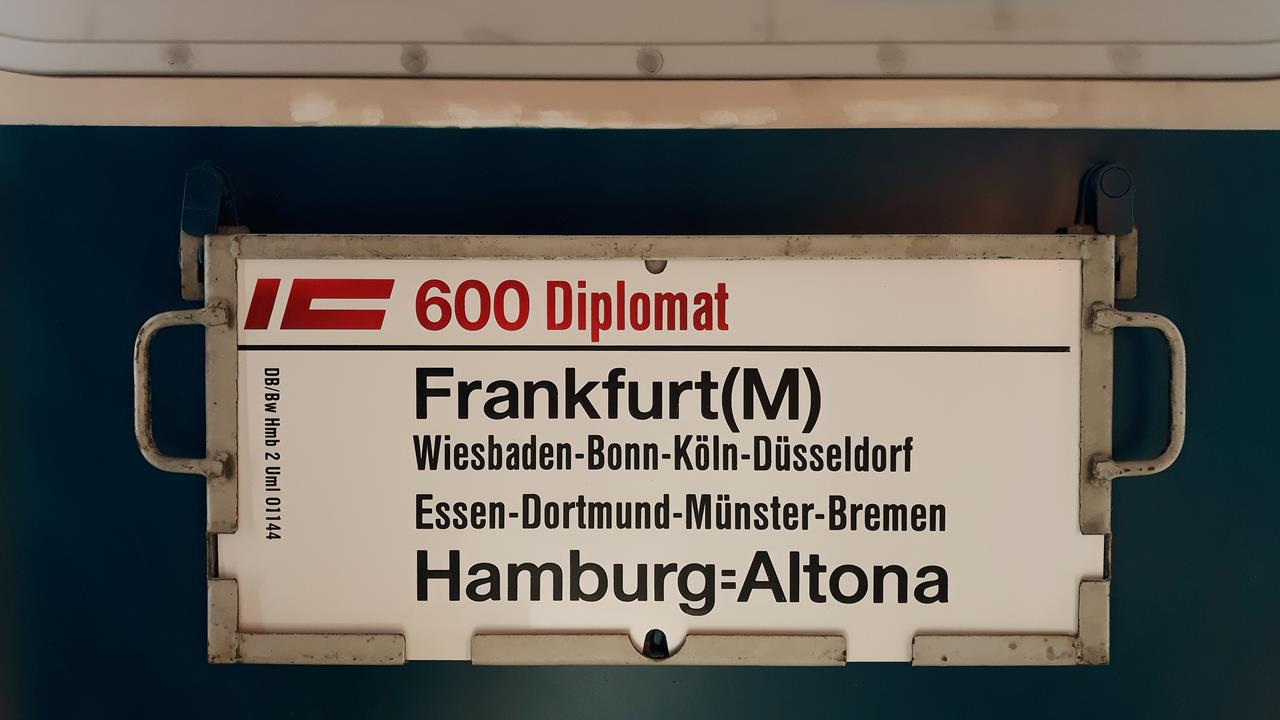 IC 600 Diplomat
Frankfurt(M)
Wiesbaden-Bonn-Köln-Düsseldorf
Essen-Dortmund-Münster-Bremen
Hamburg=Altona
DB/Bw Hmb 2 Uml 01144